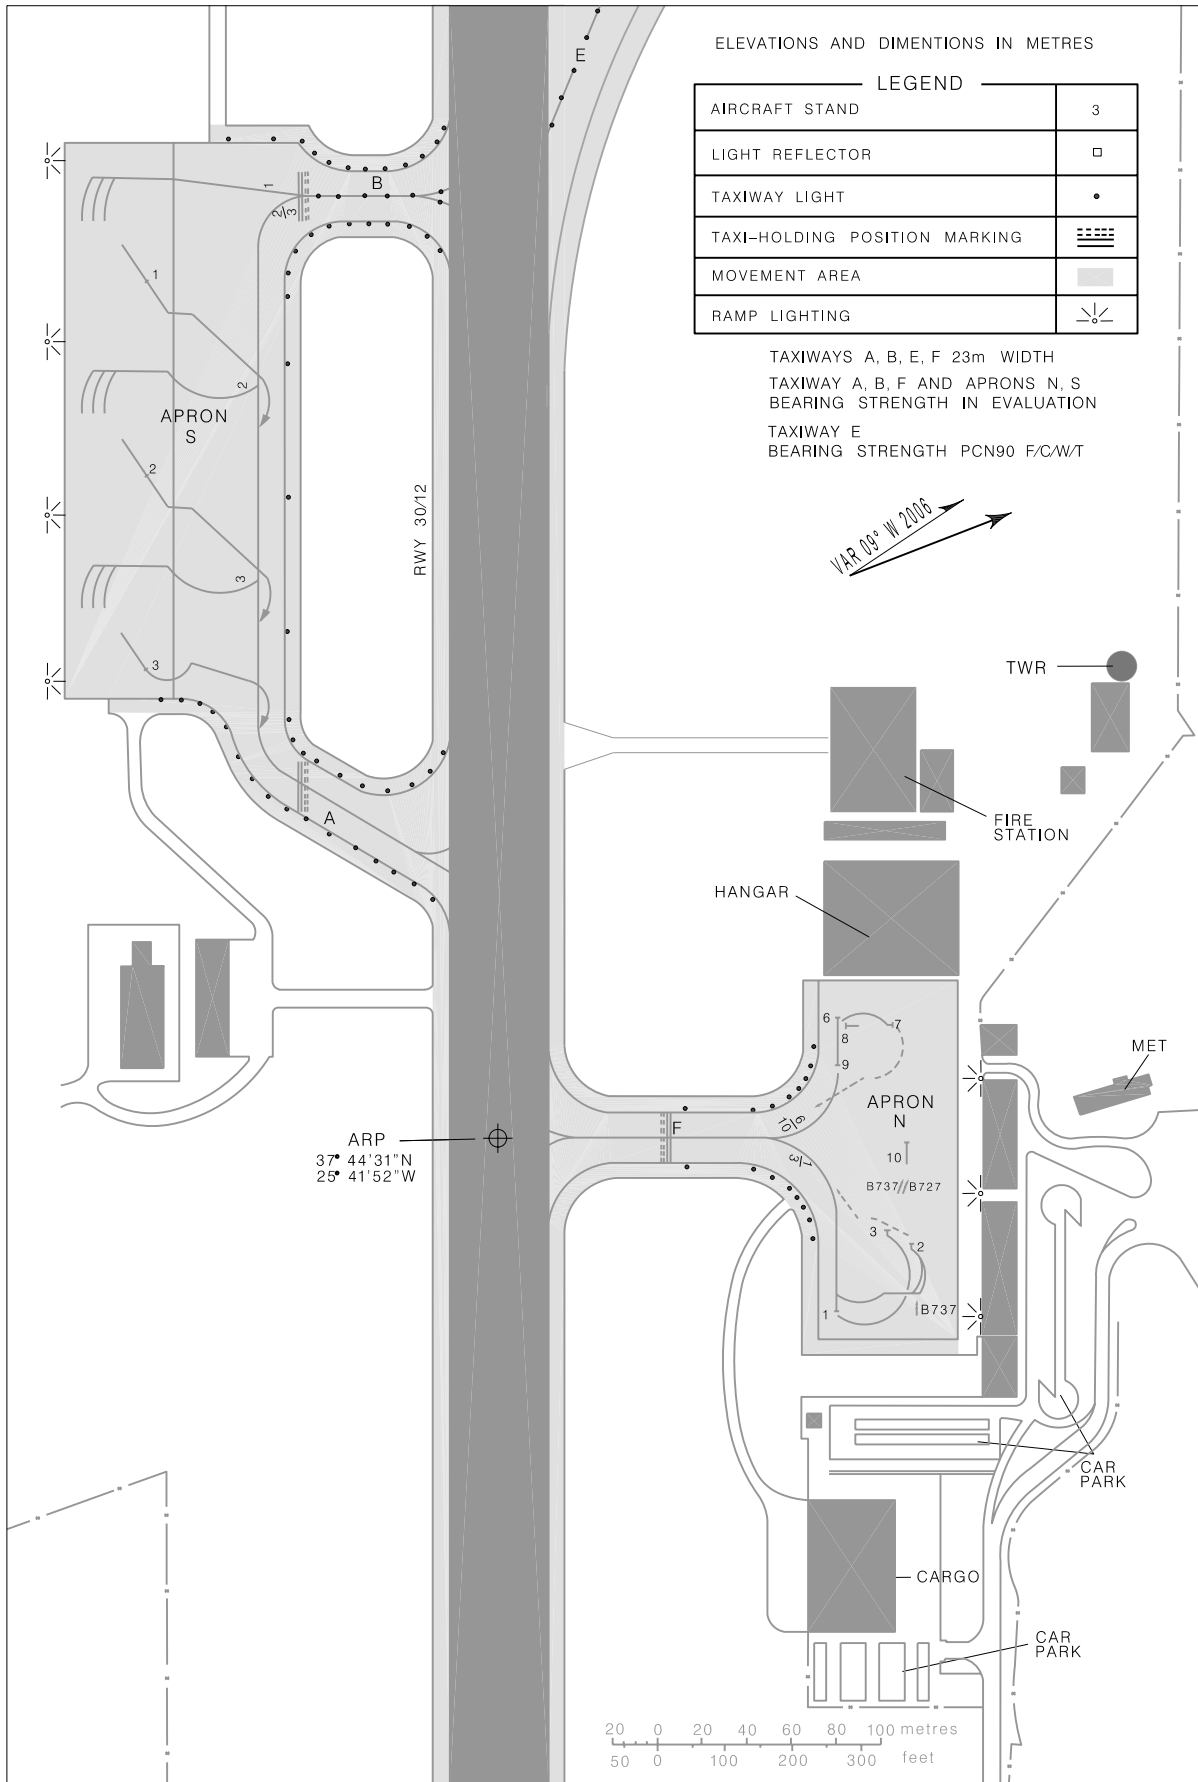 ELEVATIONS AND DIMENTIONS IN METRES
LEGEND
AIRCRAFT STAND 3
LIGHT REFLECTOR
TAXIWAY LIGHT
TAXI-HOLDING POSITION MARKING
MOVEMENT AREA
RAMP LIGHTING
TAXIWAYS A, B, E, F 23m WIDTH
TAXIWAY A, B, F AND APRONS N, S
BEARING STRENGTH IN EVALUATION
TAXIWAY E
BEARING STRENGTH PCN90 F/C/W/T
VAR 09° W 2006
E
B
1
2/3
1
2
APRON
S
2
3
3
RWY 30/12
A
TWR
FIRE
STATION
HANGAR
MET
6
7
8
9
APRON
N
F
6/10
1/3
10
B737//B727
3
2
1
B737
ARP
37° 44'31"N
25° 41'52"W
CAR
PARK
CARGO
CAR
PARK
20 0 20 40 60 80 100 metres
50 0 100 200 300 feet